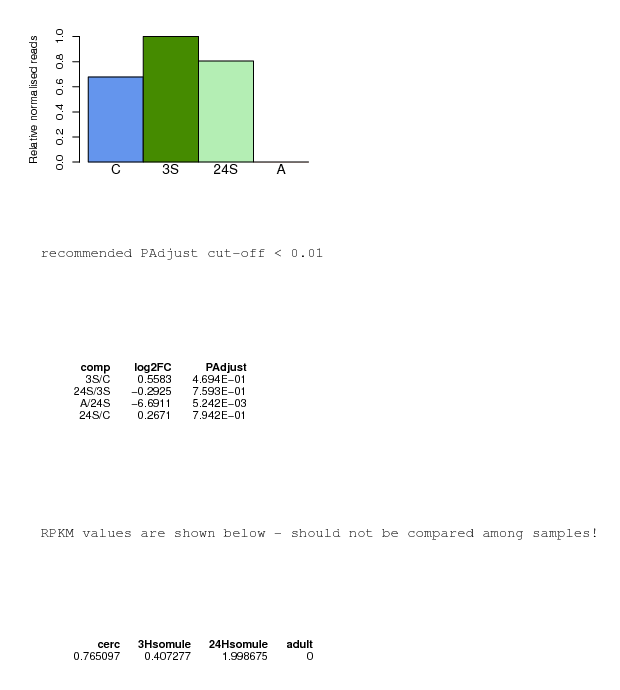 Relative normalised reads
1.0
0.8
0.6
0.4
0.2
0.0
C 3S 24S A
recommended PAdjust cut-off < 0.01
comp log2FC PAdjust
3S/C 0.5583 4.694E−01
24S/3S −0.2925 7.593E−01
A/24S −6.6911 5.242E−03
24S/C 0.2671 7.942E−01
RPKM values are shown below - should not be compared among samples!
cerc 3Hsomule 24Hsomule adult
0.765097 0.407277 1.998675 0